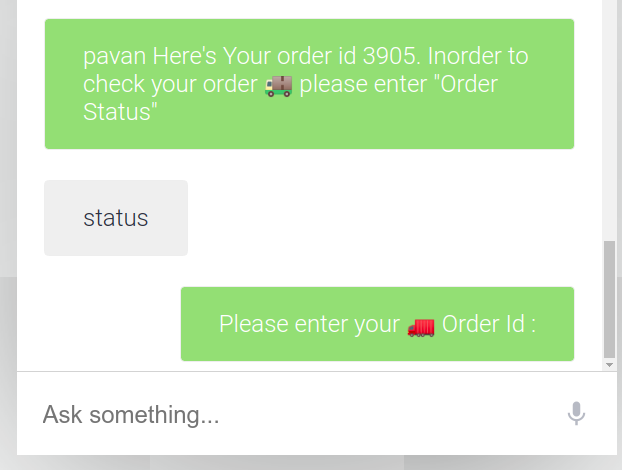 pavan Here's Your order id 3905. Inorder to
check your order 🚚 please enter "Order
Status"
status
Please enter your 🚛 Order Id :
Ask something...